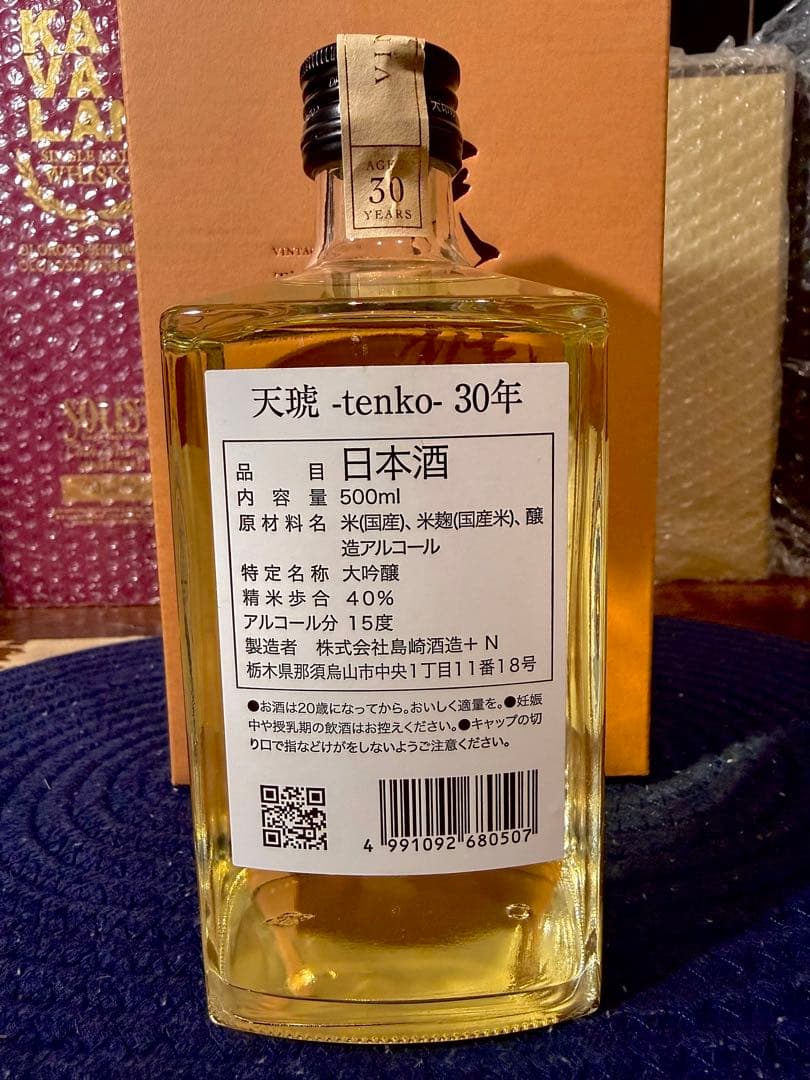 KA
VA
LAN
SINGLE
WHISK
AGE
30
YEARS
VINTA
天琥 -tenko- 30年
品目 日本酒
内容量 500ml
原材料名 米(国産)、米麹(国産米)、醸
造アルコール
特定名称 大吟醸
精米歩合 40%
アルコール分 15度
製造者 株式会社島崎酒造+N
栃木県那須烏山市中央1丁目11番18号
●お酒は20歳になってから。おいしく適量を。●妊娠
中や授乳期の飲酒はお控えください。●キャップの切
り口で指などけがをしないようご注意ください。
4 991092 680507